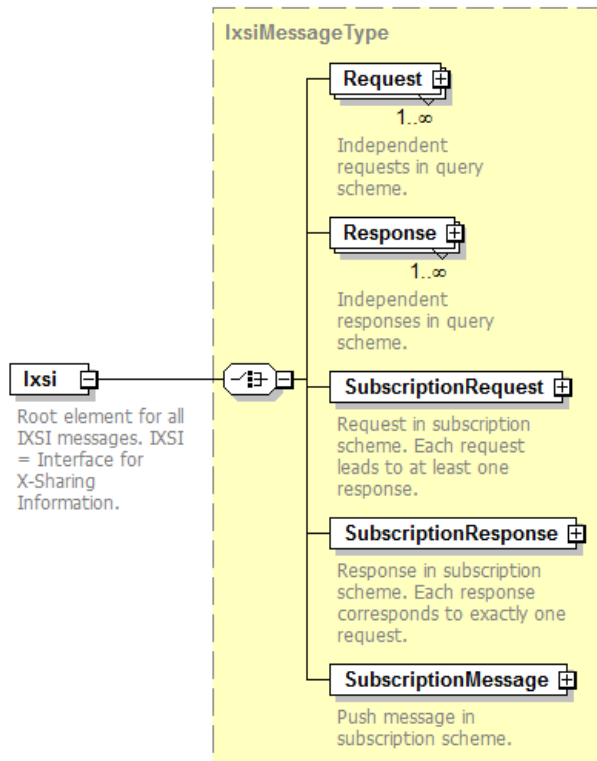 IxsiMessageType
Request
1..∞
Independent
requests in query
scheme.
Response
1..∞
Independent
responses in query
scheme.
Ixsi
Root element for all
IXSI messages. IXSI
= Interface for
X-Sharing
Information.
SubscriptionRequest
Request in subscription
scheme. Each request
leads to at least one
response.
SubscriptionResponse
Response in subscription
scheme. Each response
corresponds to exactly one
request.
SubscriptionMessage
Push message in
subscription scheme.